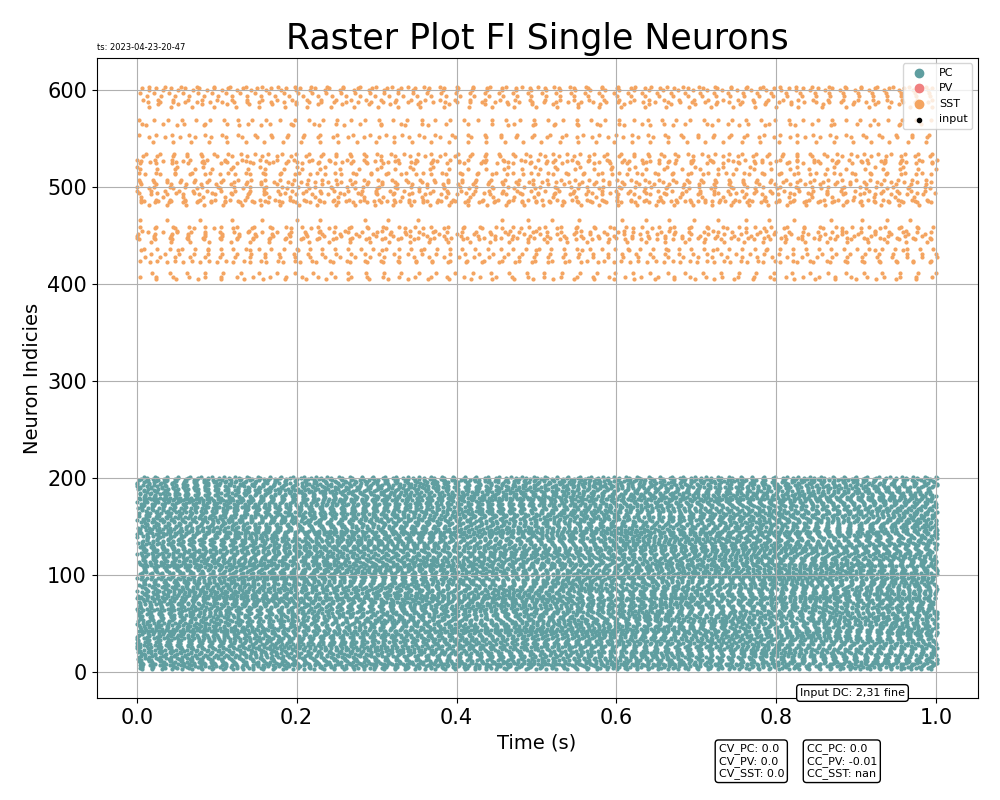 Raster Plot FI Single Neurons
ts: 2023-04-23-20-47
PC
PV
SST
input
600
500
400
300
200
100
0
Neuron Indicies
0.0 0.2 0.4 0.6 0.8 1.0
Time (s)
Input DC: 2,31 fine
CV_PC: 0.0
CV_PV: 0.0
CV_SST: 0.0
CC_PC: 0.0
CC_PV: -0.01
CC_SST: nan